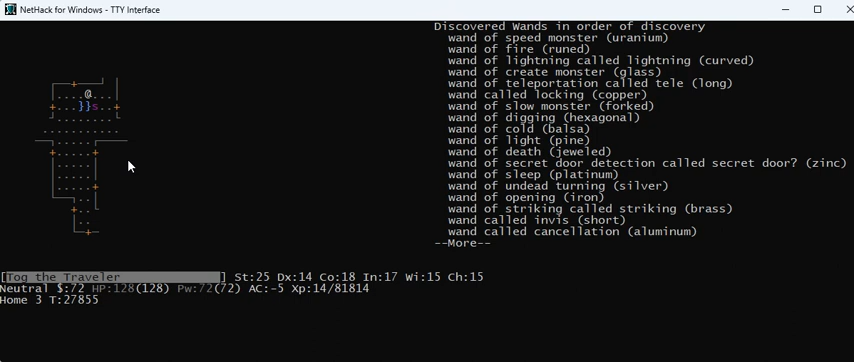 NetHack for Windows - TTY Interface
Discovered Wands in order of discovery
wand of speed monster (uranium)
wand of fire (runed)
wand of lightning called lightning (curved)
wand of create monster (glass)
wand of teleportation called tele (long)
wand called locking (copper)
wand of slow monster (forked)
wand of digging (hexagonal)
wand of cold (balsa)
wand of light (pine)
wand of death (jeweled)
wand of secret door detection called secret door? (zinc)
wand of sleep (platinum)
wand of undead turning (silver)
wand of opening (iron)
wand of striking called striking (brass)
wand called invis (short)
wand called cancellation (aluminum)
--More--
[Tog the Traveler ] St:25 Dx:14 Co:18 In:17 Wi:15 Ch:15
Neutral $:72 HP:128(128) Pw:72(72) AC:-5 Xp:14/81814
Home 3 T:27855